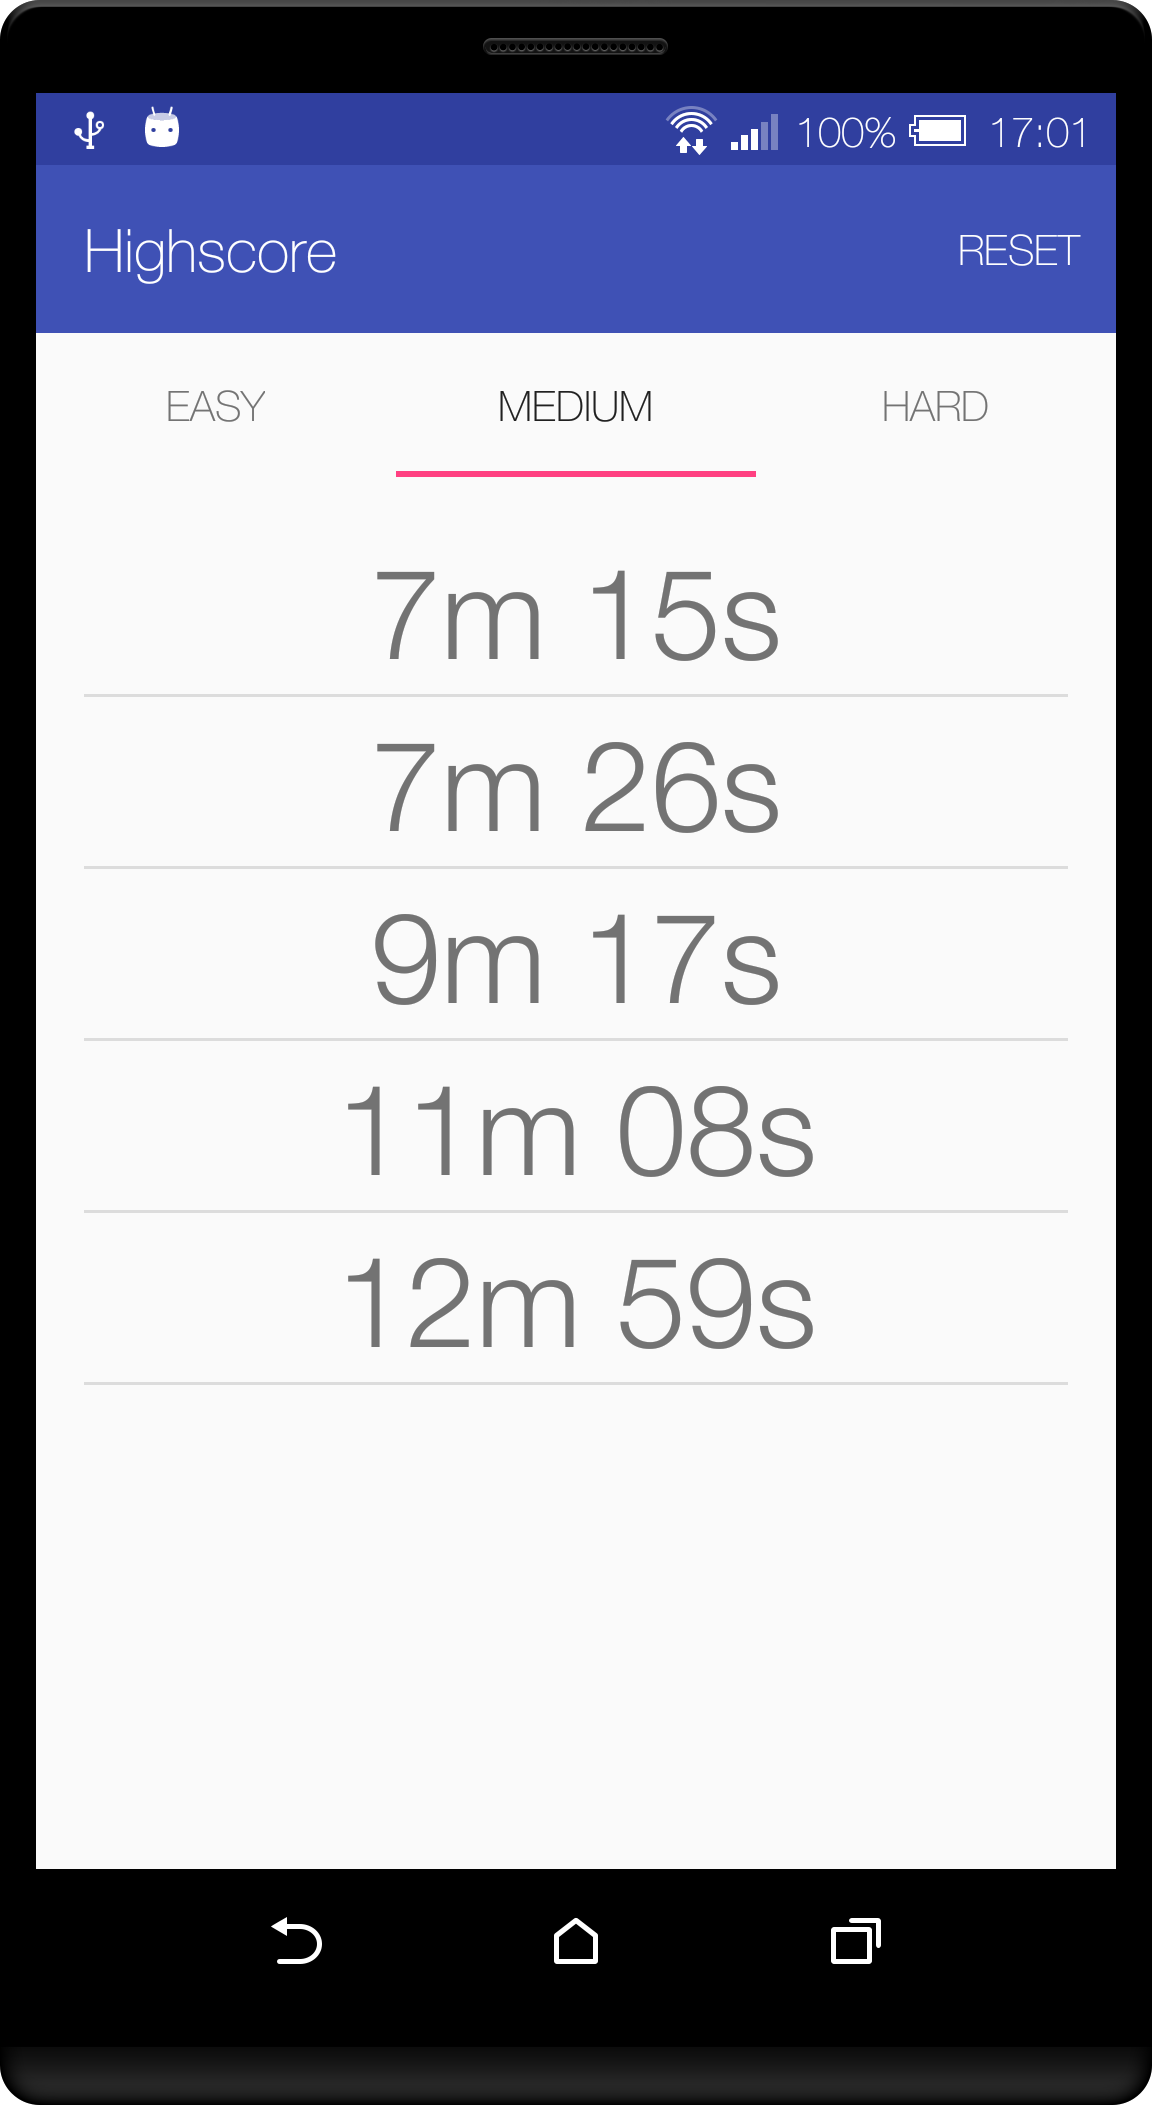 100% 17:01
Highscore RESET
EASY MEDIUM HARD
7m 15s
7m 26s
9m 17s
11m 08s
12m 59s